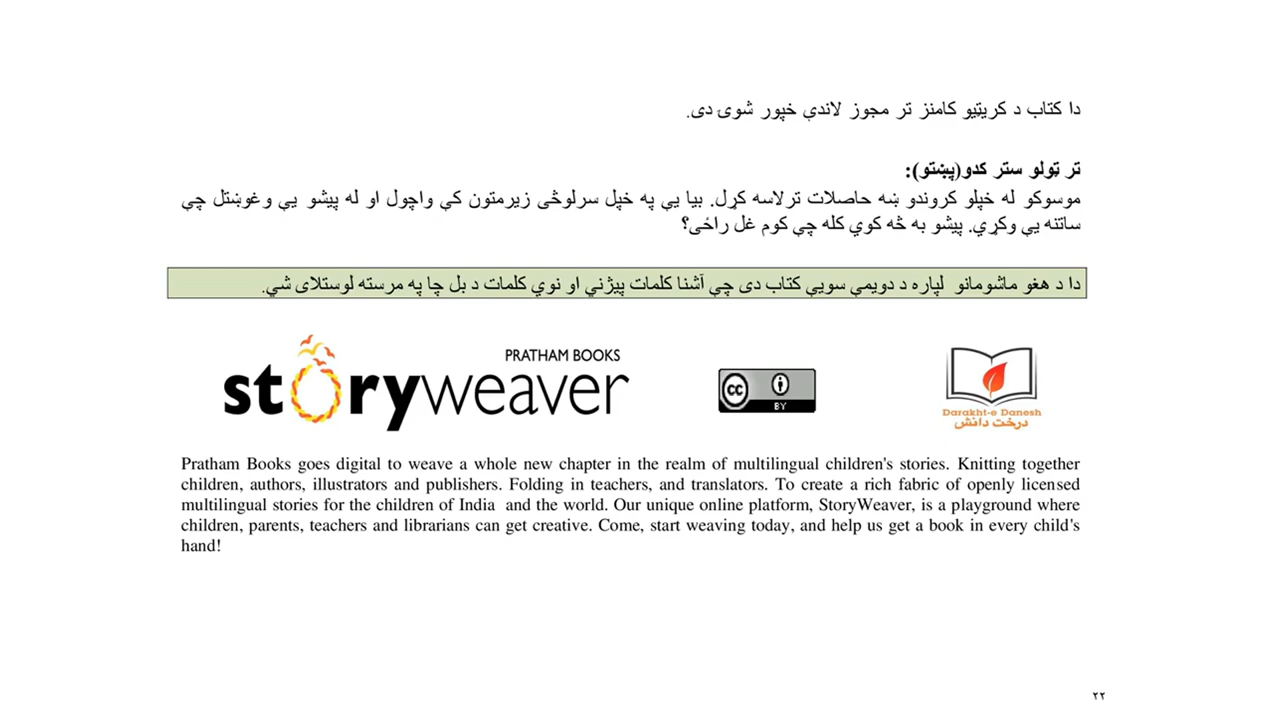 دا کتاب د کریټیو کامنز تر مجوز لاندې خپور شوی دی.
تر ټولو ستر کدو(پښتو):
موسوکو له خپلو کروندو ښه حاصلات ترلاسه کړل. بیا یې په خپل سرلوڅی زیرمتون کې واچول او له پیشو یې وغوښتل چې
ساتنه یې وکړي. پیشو به څه کوي کله چې کوم غل راځی؟
دا د هغو ماشومانو لپاره د دویمې سویې کتاب دی چې آشنا کلمات پیژني او نوي کلمات د بل چا په مرسته لوستلای شي.
PRATHAM BOOKS
storyweaver
cc BY
Darakht-e Danesh
درخت دانش
Pratham Books goes digital to weave a whole new chapter in the realm of multilingual children's stories. Knitting together
children, authors, illustrators and publishers. Folding in teachers, and translators. To create a rich fabric of openly licensed
multilingual stories for the children of India and the world. Our unique online platform, StoryWeaver, is a playground where
children, parents, teachers and librarians can get creative. Come, start weaving today, and help us get a book in every child's
hand!
۲۲